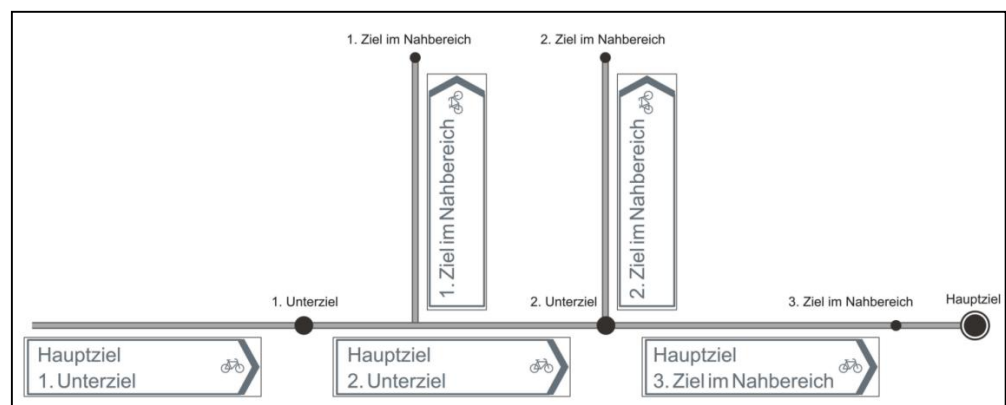 1. Ziel im Nahbereich
2. Ziel im Nahbereich
1. Ziel im Nahbereich
2. Ziel im Nahbereich
1. Unterziel
2. Unterziel
3. Ziel im Nahbereich
Hauptziel
Hauptziel
1. Unterziel
Hauptziel
2. Unterziel
Hauptziel
3. Ziel im Nahbereich